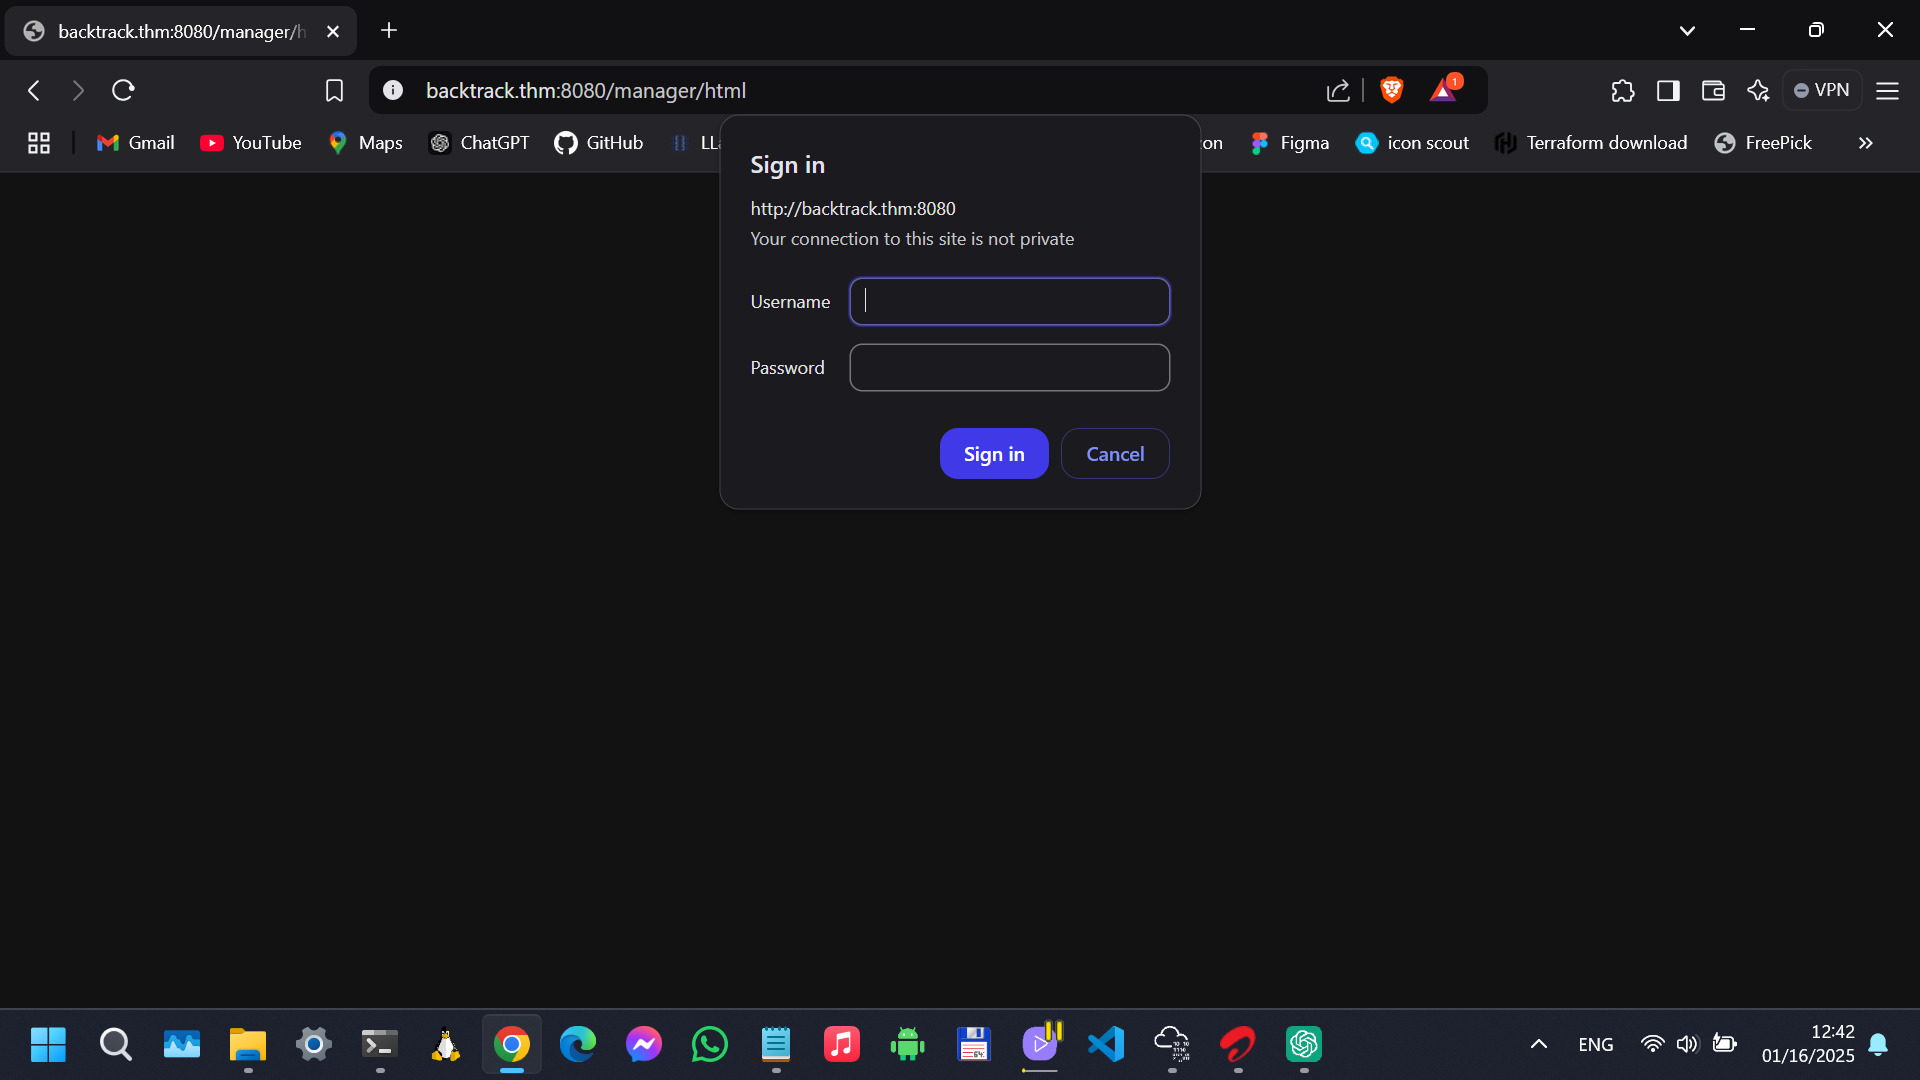 backtrack.thm:8080/manager/h
backtrack.thm:8080/manager/html
1
VPN
Gmail
YouTube
Maps
ChatGPT
GitHub
Figma
icon scout
Terraform download
FreePick
Sign in
http://backtrack.thm:8080
Your connection to this site is not private
Username
Password
Sign in
Cancel
ENG
12:42
01/16/2025